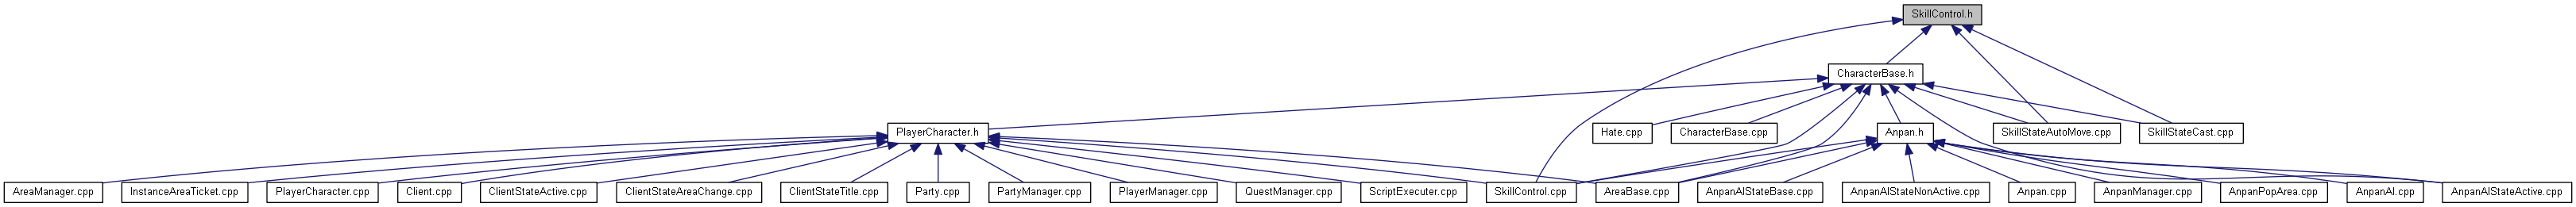 SkillControl.h
CharacterBase.h
PlayerCharacter.h
Hate.cpp
CharacterBase.cpp
Anpan.h
SkillStateAutoMove.cpp
SkillStateCast.cpp
AreaManager.cpp
InstanceAreaTicket.cpp
PlayerCharacter.cpp
Client.cpp
ClientStateActive.cpp
ClientStateAreaChange.cpp
ClientStateTitle.cpp
Party.cpp
PartyManager.cpp
PlayerManager.cpp
QuestManager.cpp
ScriptExecuter.cpp
SkillControl.cpp
AreaBase.cpp
AnpanAIStateBase.cpp
AnpanAIStateNonActive.cpp
Anpan.cpp
AnpanManager.cpp
AnpanPopArea.cpp
AnpanAI.cpp
AnpanAIStateActive.cpp